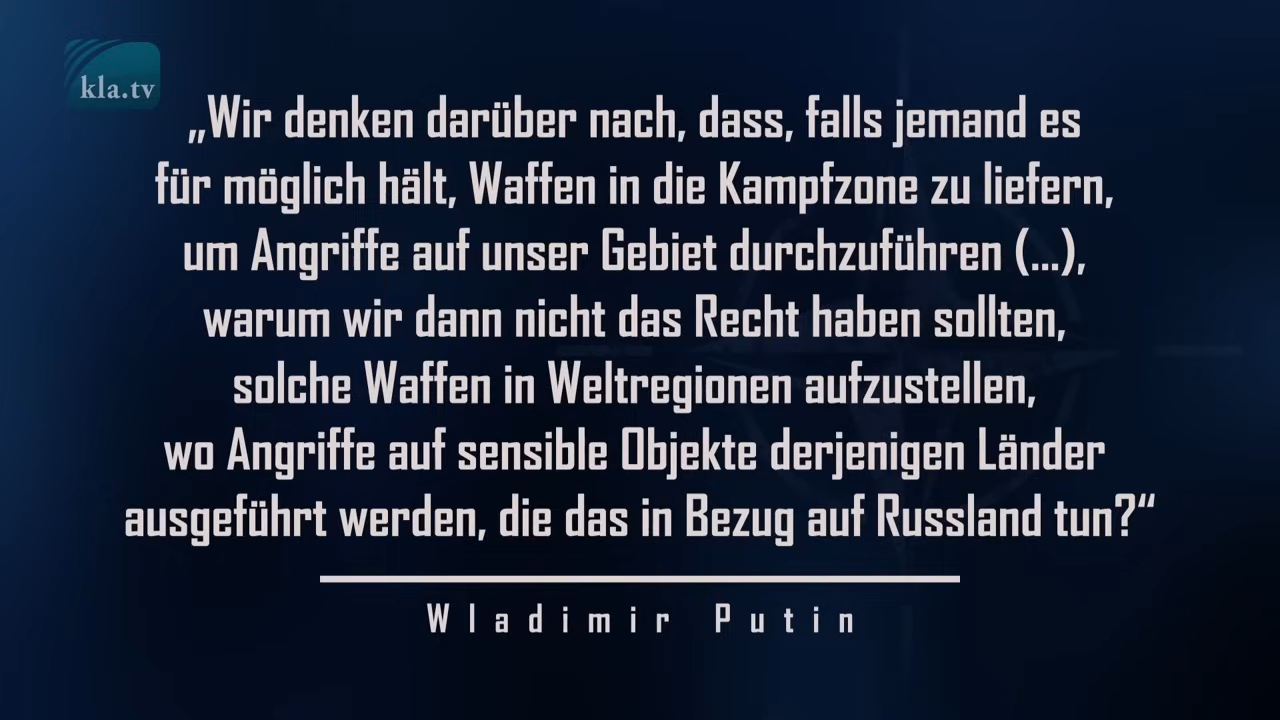 kla.tv
„Wir denken darüber nach, dass, falls jemand es
für möglich hält, Waffen in die Kampfzone zu liefern,
um Angriffe auf unser Gebiet durchzuführen (...),
warum wir dann nicht das Recht haben sollten,
solche Waffen in Weltregionen aufzustellen,
wo Angriffe auf sensible Objekte derjenigen Länder
ausgeführt werden, die das in Bezug auf Russland tun?“
Wladimir Putin